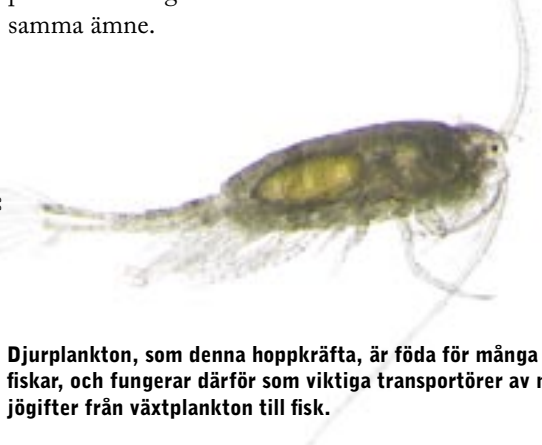 samma ämne.
Djurplankton, som denna hoppkräfta, är föda för många
fiskar, och fungerar därför som viktiga transportörer av
jögifter från växtplankton till fisk.